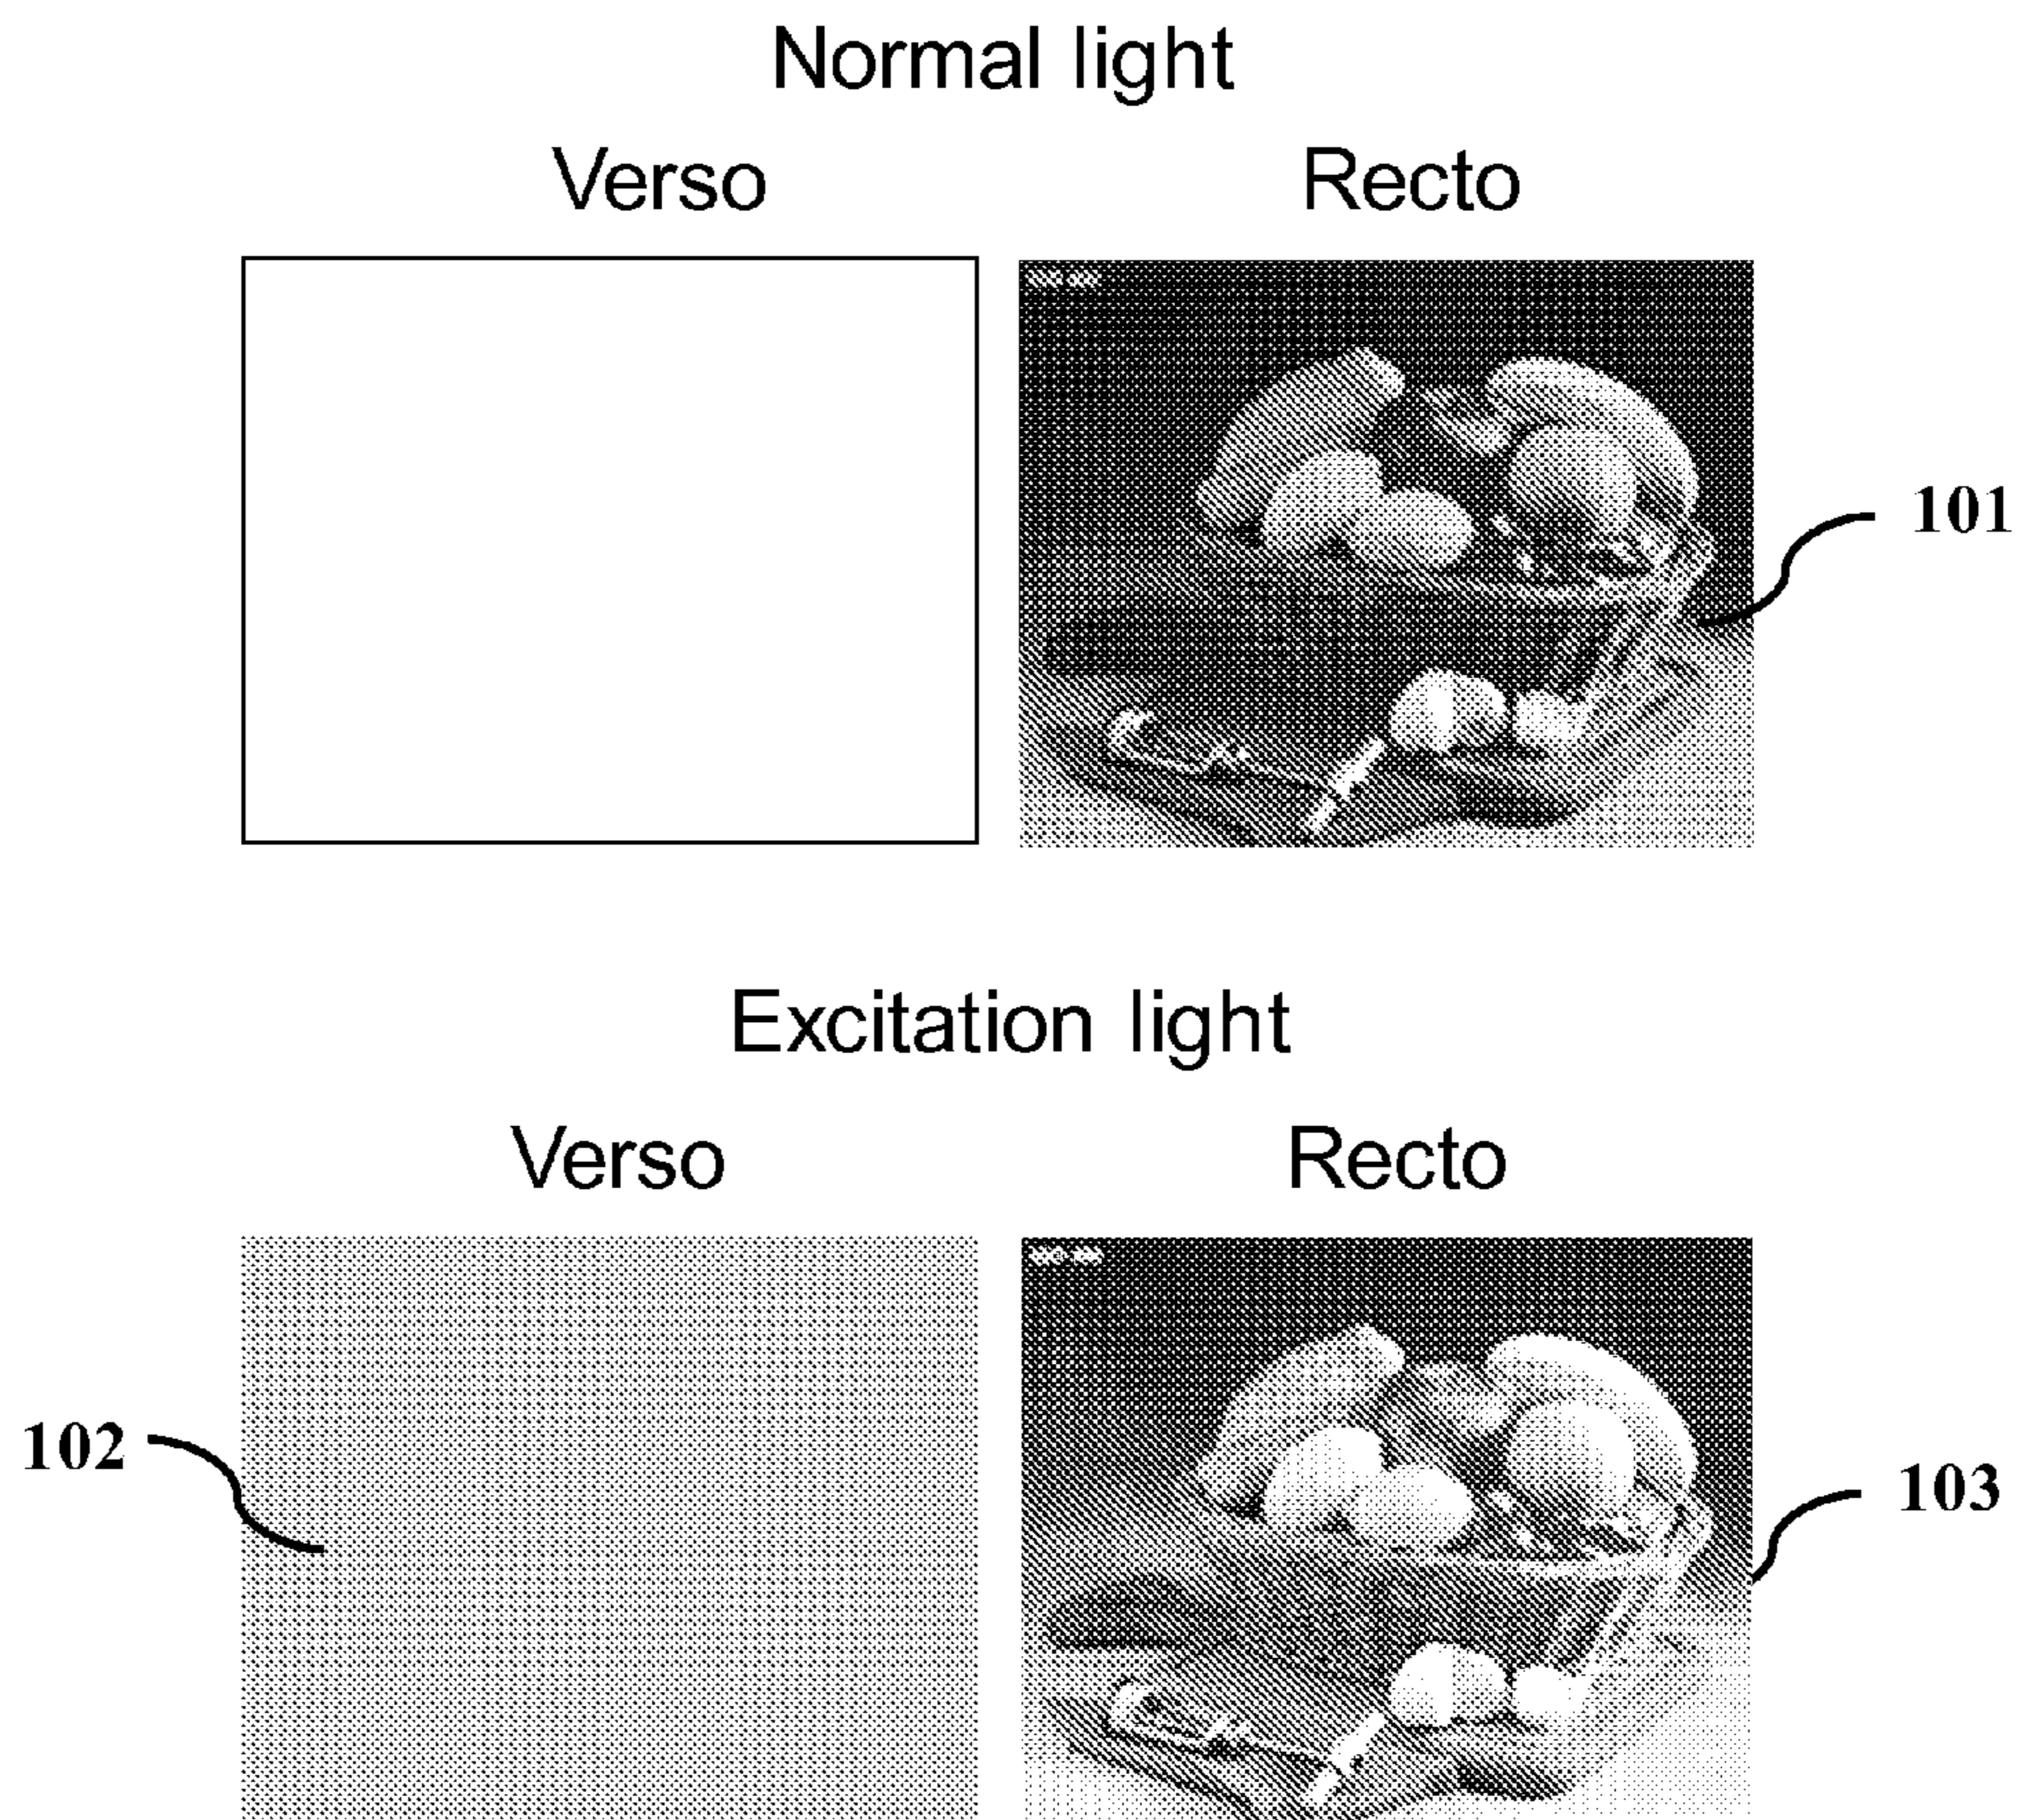 Normal light
Verso Recto
101
Excitation light
Verso Recto
102
103